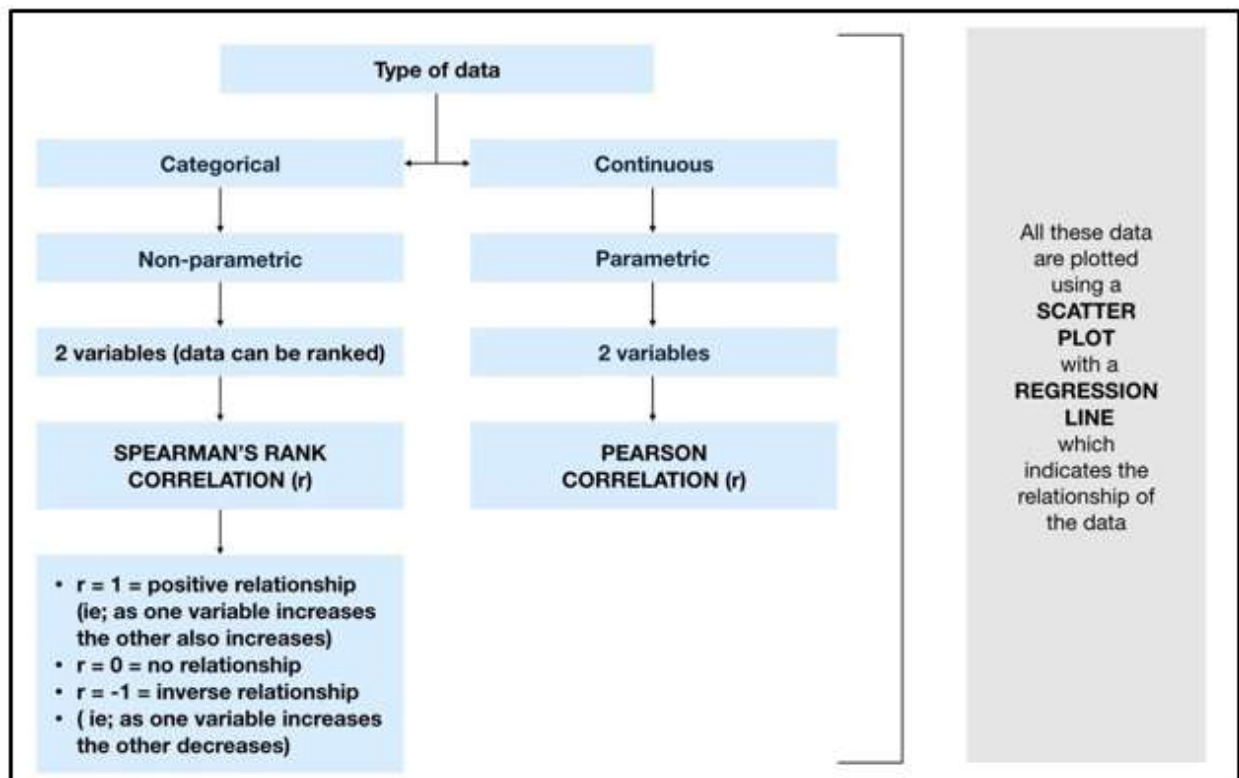 Type of data
Categorical
Continuous
Non-parametric
Parametric
2 variables (data can be ranked)
2 variables
SPEARMAN'S RANK
CORRELATION (r)
PEARSON
CORRELATION (r)
• r = 1 = positive relationship
(ie; as one variable increases
the other also increases)
• r = 0 = no relationship
• r = -1 = inverse relationship
• ( ie; as one variable increases
the other decreases)
All these data
are plotted
using a
SCATTER
PLOT
with a
REGRESSION
LINE
which
indicates the
relationship of
the data